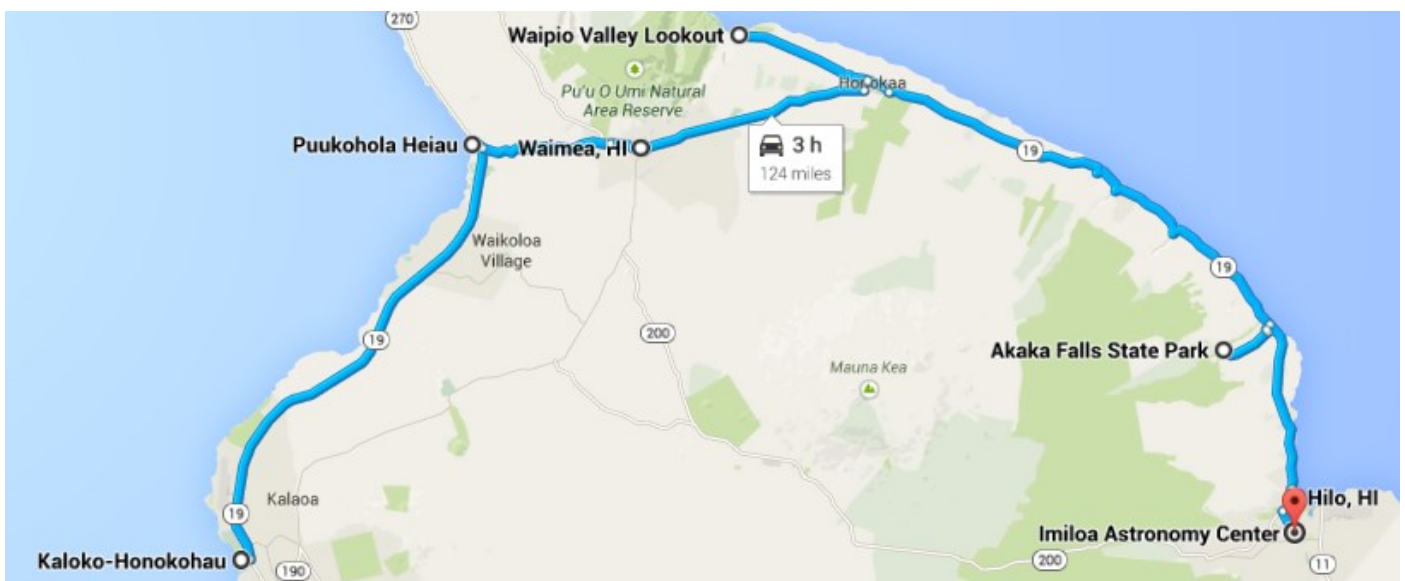 270
Waipio Valley Lookout
Honokaa
Pu'u O Umi Natural
Area Reserve
Puukohola Heiau
Waimea, HI
3 h
124 miles
19
Waikoloa
Village
19
200
19
Akaka Falls State Park
Mauna Kea
Kalaoa
19
Hilo, HI
Imiloa Astronomy Center
Kaloko-Honokohau
190
200
11